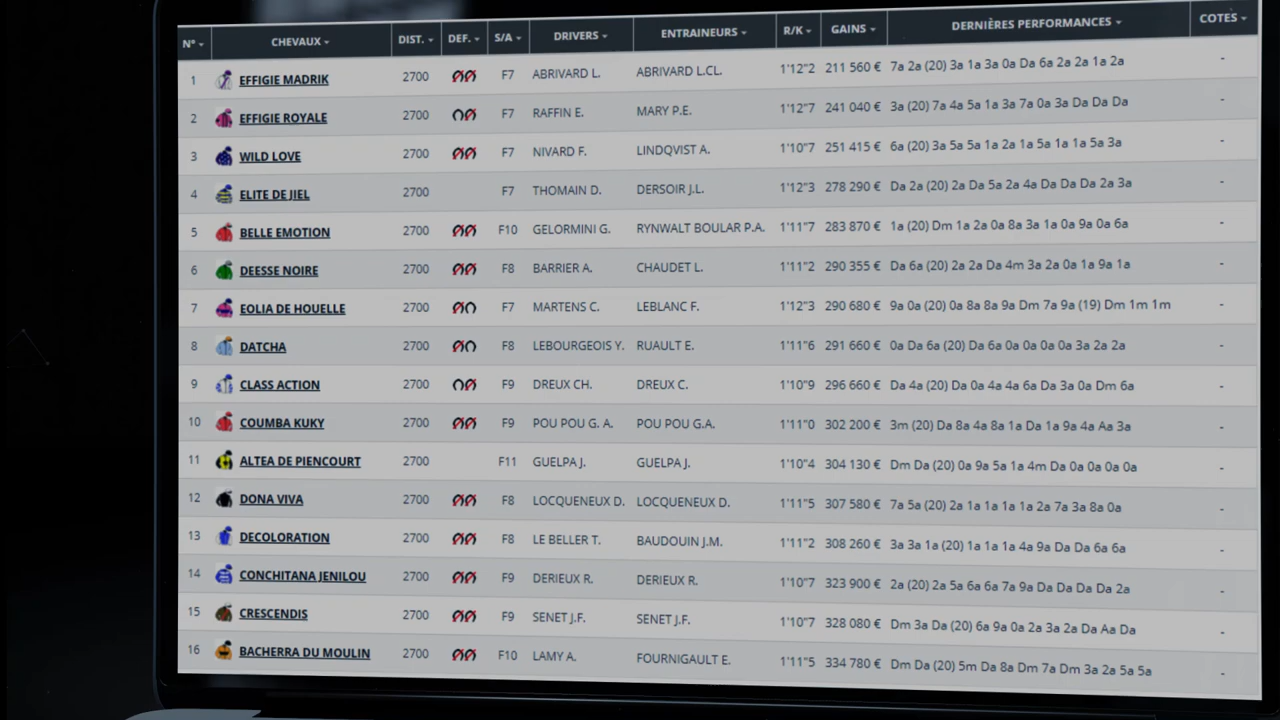 N° CHEVAUX DIST. DEF. S/A DRIVERS ENTRAINEURS R/K GAINS DERNIÈRES PERFORMANCES COTES
1 EFFIGIE MADRIK 2700 F7 ABRIVARD L. ABRIVARD L.CL. 1'12"2 211 560 € 7a 2a (20) 3a 1a 3a 0a Da 6a 2a 2a 1a 2a -
2 EFFIGIE ROYALE 2700 F7 RAFFIN E. MARY P.E. 1'12"7 241 040 € 3a (20) 7a 4a 5a 1a 3a 7a 0a 3a Da Da Da -
3 WILD LOVE 2700 F7 NIVARD F. LINDQVIST A. 1'10"7 251 415 € 6a (20) 3a 5a 5a 1a 2a 1a 5a 1a 1a 5a 3a -
4 ELITE DE JIEL 2700 F7 THOMAIN D. DERSOIR J.L. 1'12"3 278 290 € Da 2a (20) 2a Da 5a 2a 4a Da Da Da 2a 3a -
5 BELLE EMOTION 2700 F10 GELORMINI G. RYNWALT BOULAR P.A. 1'11"7 283 870 € 1a (20) Dm 1a 2a 0a 8a 3a 1a 0a 9a 0a 6a -
6 DEESSE NOIRE 2700 F8 BARRIER A. CHAUDET L. 1'11"2 290 355 € Da 6a (20) 2a 2a Da 4m 3a 2a 0a 1a 9a 1a -
7 EOLIA DE HOUELLE 2700 F7 MARTENS C. LEBLANC F. 1'12"3 290 680 € 9a 0a (20) 0a 8a 8a 9a Dm 7a 9a (19) Dm 1m 1m -
8 DATCHA 2700 F8 LEBOURGEOIS Y. RUAULT E. 1'11"6 291 660 € 0a Da 6a (20) Da 6a 0a 0a 0a 0a 3a 2a 2a -
9 CLASS ACTION 2700 F9 DREUX CH. DREUX C. 1'10"9 296 660 € Da 4a (20) Da 0a 4a 4a 6a Da 3a 0a Dm 6a -
10 COUMBA KUKY 2700 F9 POU POU G. A. POU POU G.A. 1'11"0 302 200 € 3m (20) Da 8a 4a 8a 1a Da 1a 9a 4a Aa 3a -
11 ALTEA DE PIENCOURT 2700 F11 GUELPA J. GUELPA J. 1'10"4 304 130 € Dm Da (20) 0a 9a 5a 1a 4m Da 0a 0a 0a 0a -
12 DONA VIVA 2700 F8 LOCQUENEUX D. LOCQUENEUX D. 1'11"5 307 580 € 7a 5a (20) 2a 1a 1a 1a 1a 2a 7a 3a 8a 0a -
13 DECOLORATION 2700 F8 LE BELLER T. BAUDOUIN J.M. 1'11"2 308 260 € 3a 3a 1a (20) 1a 1a 1a 4a 9a Da Da 6a 6a -
14 CONCHITANA JENILOU 2700 F9 DERIEUX R. DERIEUX R. 1'10"7 323 900 € 2a (20) 2a 5a 6a 6a 7a 9a Da Da Da Da 2a -
15 CRESCENDIS 2700 F9 SENET J.F. SENET J.F. 1'10"7 328 080 € Dm 3a Da (20) 6a 9a 0a 2a 3a 2a Da Aa Da -
16 BACHERRA DU MOULIN 2700 F10 LAMY A. FOURNIGAULT E. 1'11"5 334 780 € Dm Da (20) 5m Da 8a Dm 7a Dm 3a 2a 5a 5a -